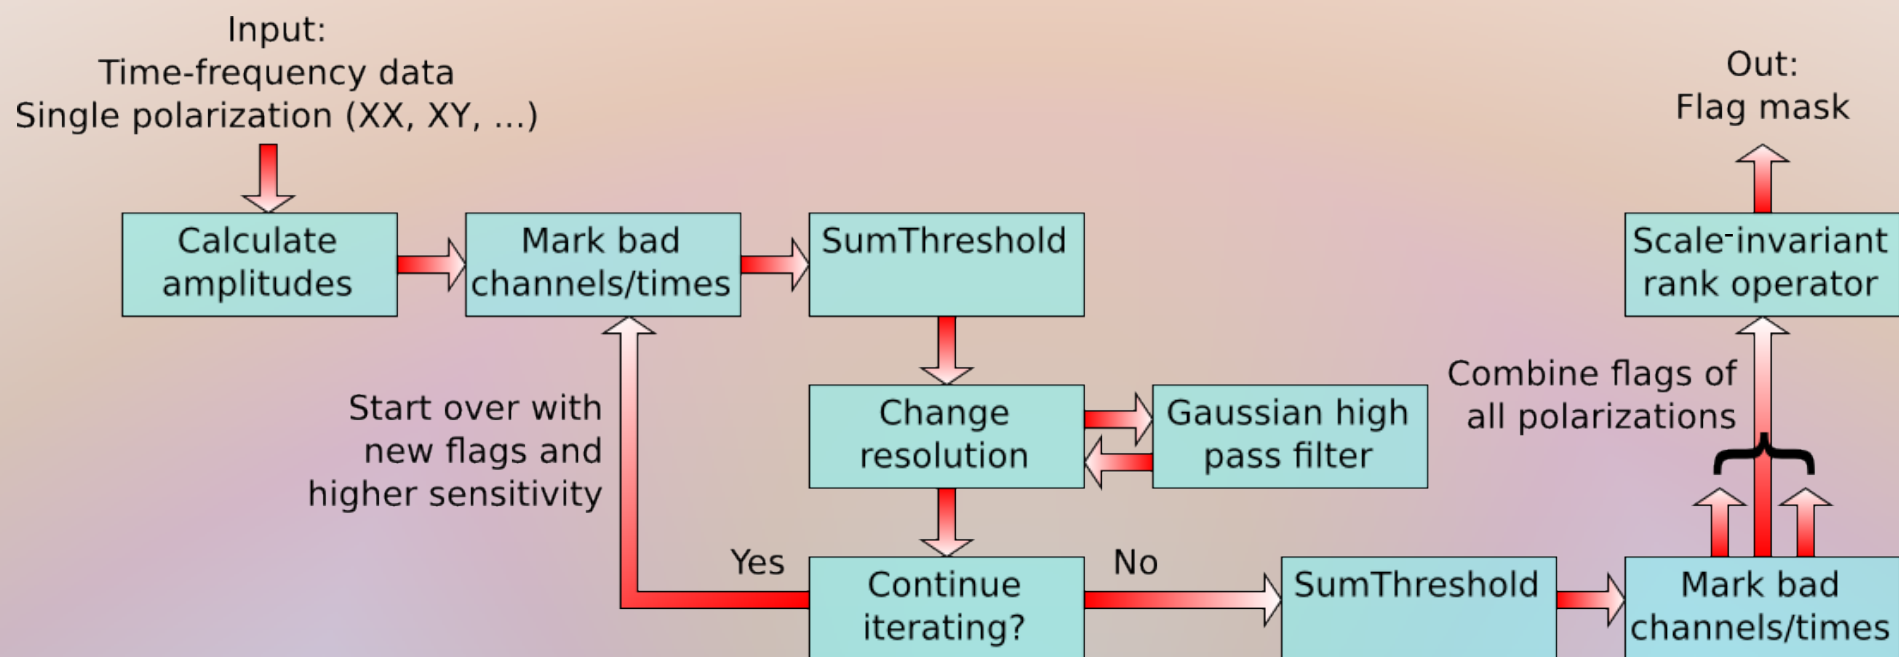 Input:
Time-frequency data
Single polarization (XX, XY, ...)
Out:
Flag mask
Calculate
amplitudes
Mark bad
channels/times
SumThreshold
Scale-invariant
rank operator
Start over with
new flags and
higher sensitivity
Change
resolution
Gaussian high
pass filter
Combine flags of
all polarizations
Yes
Continue
iterating?
No
SumThreshold
Mark bad
channels/times